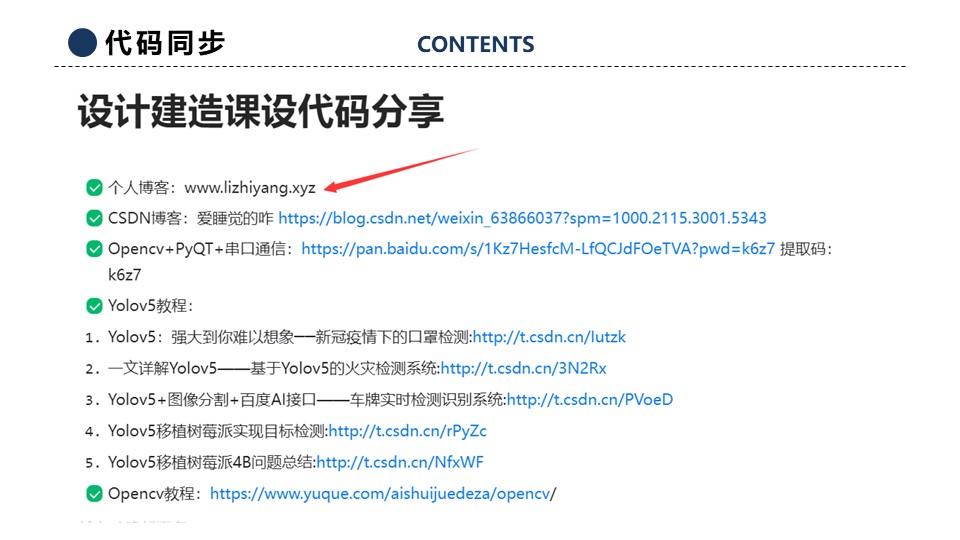 代码同步
CONTENTS
设计建造课设代码分享
个人博客：www.lizhiyang.xyz
CSDN博客：爱睡觉的咋 https://blog.csdn.net/weixin_63866037?spm=1000.2115.3001.5343
Opencv+PyQT+串口通信：https://pan.baidu.com/s/1Kz7HesfcM-LfQCJdFOeTVA?pwd=k6z7 提取码：
k6z7
Yolov5教程：
1. Yolov5：强大到你难以想象——新冠疫情下的口罩检测:http://t.csdn.cn/Iutzk
2. 一文详解Yolov5——基于Yolov5的火灾检测系统:http://t.csdn.cn/3N2Rx
3. Yolov5+图像分割+百度AI接口——车牌实时检测识别系统:http://t.csdn.cn/PVoeD
4. Yolov5移植树莓派实现目标检测:http://t.csdn.cn/rPyZc
5. Yolov5移植树莓派4B问题总结:http://t.csdn.cn/NfxWF
Opencv教程：https://www.yuque.com/aishuijuedeza/opencv/